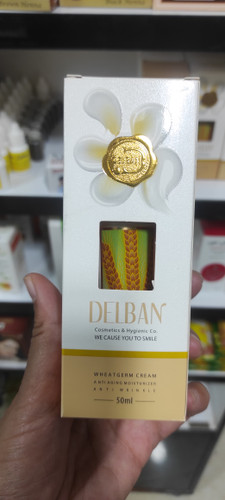 DELBAN
Cosmetics & Hygienic Co.
WE CAUSE YOU TO SMILE
WHEATGERM CREAM
ANTI-AGING MOISTURIZER
ANTI WRINKLE
50ml